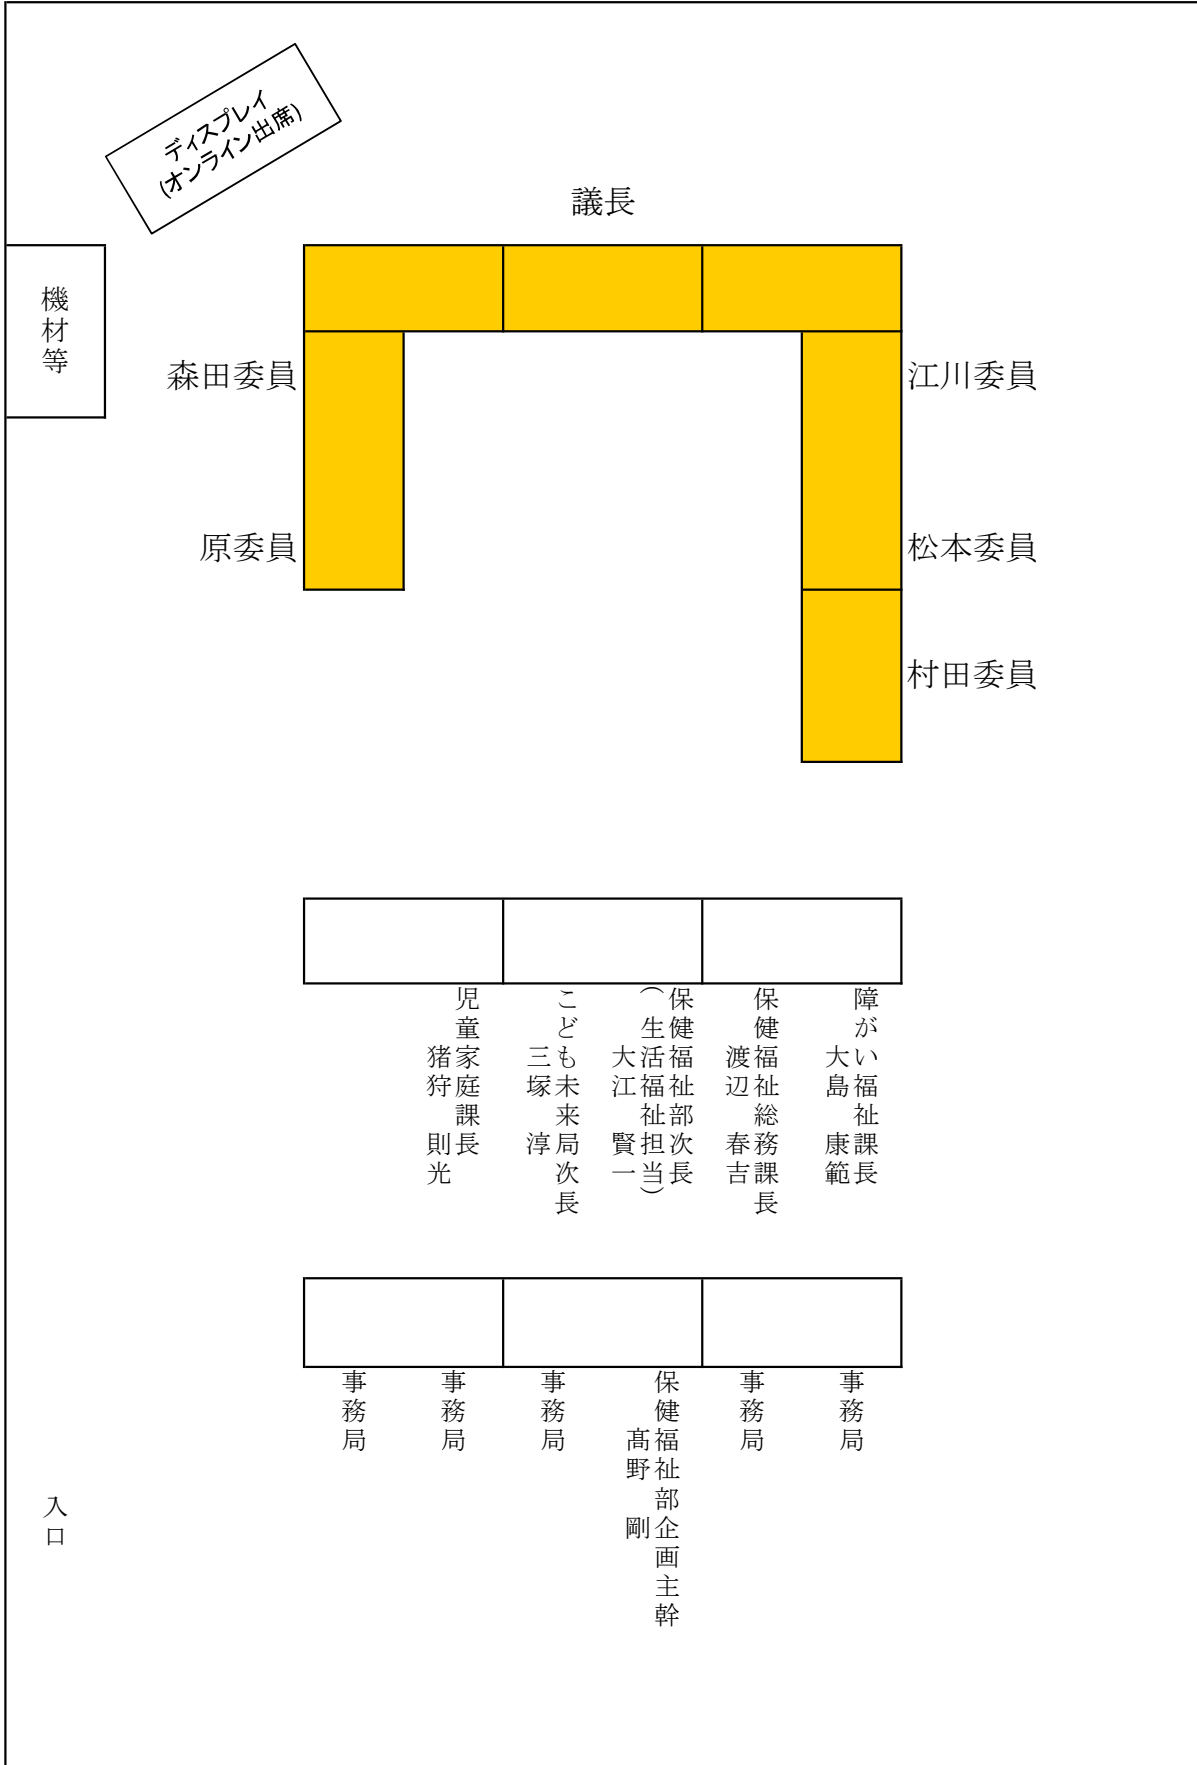 ディスプレイ
(オンライン出席)
議長
機材等
森田委員
江川委員
原委員
松本委員
村田委員
障がい福祉課長
大島　康範
保健福祉総務課長
渡辺　春吉
保健福祉部次長
(生活福祉担当)
大江　賢一
こども未来局次長
三塚　淳
児童家庭課長
猪狩　則光
事務局
事務局
保健福祉部企画主幹
髙野　剛
事務局
事務局
事務局
入口